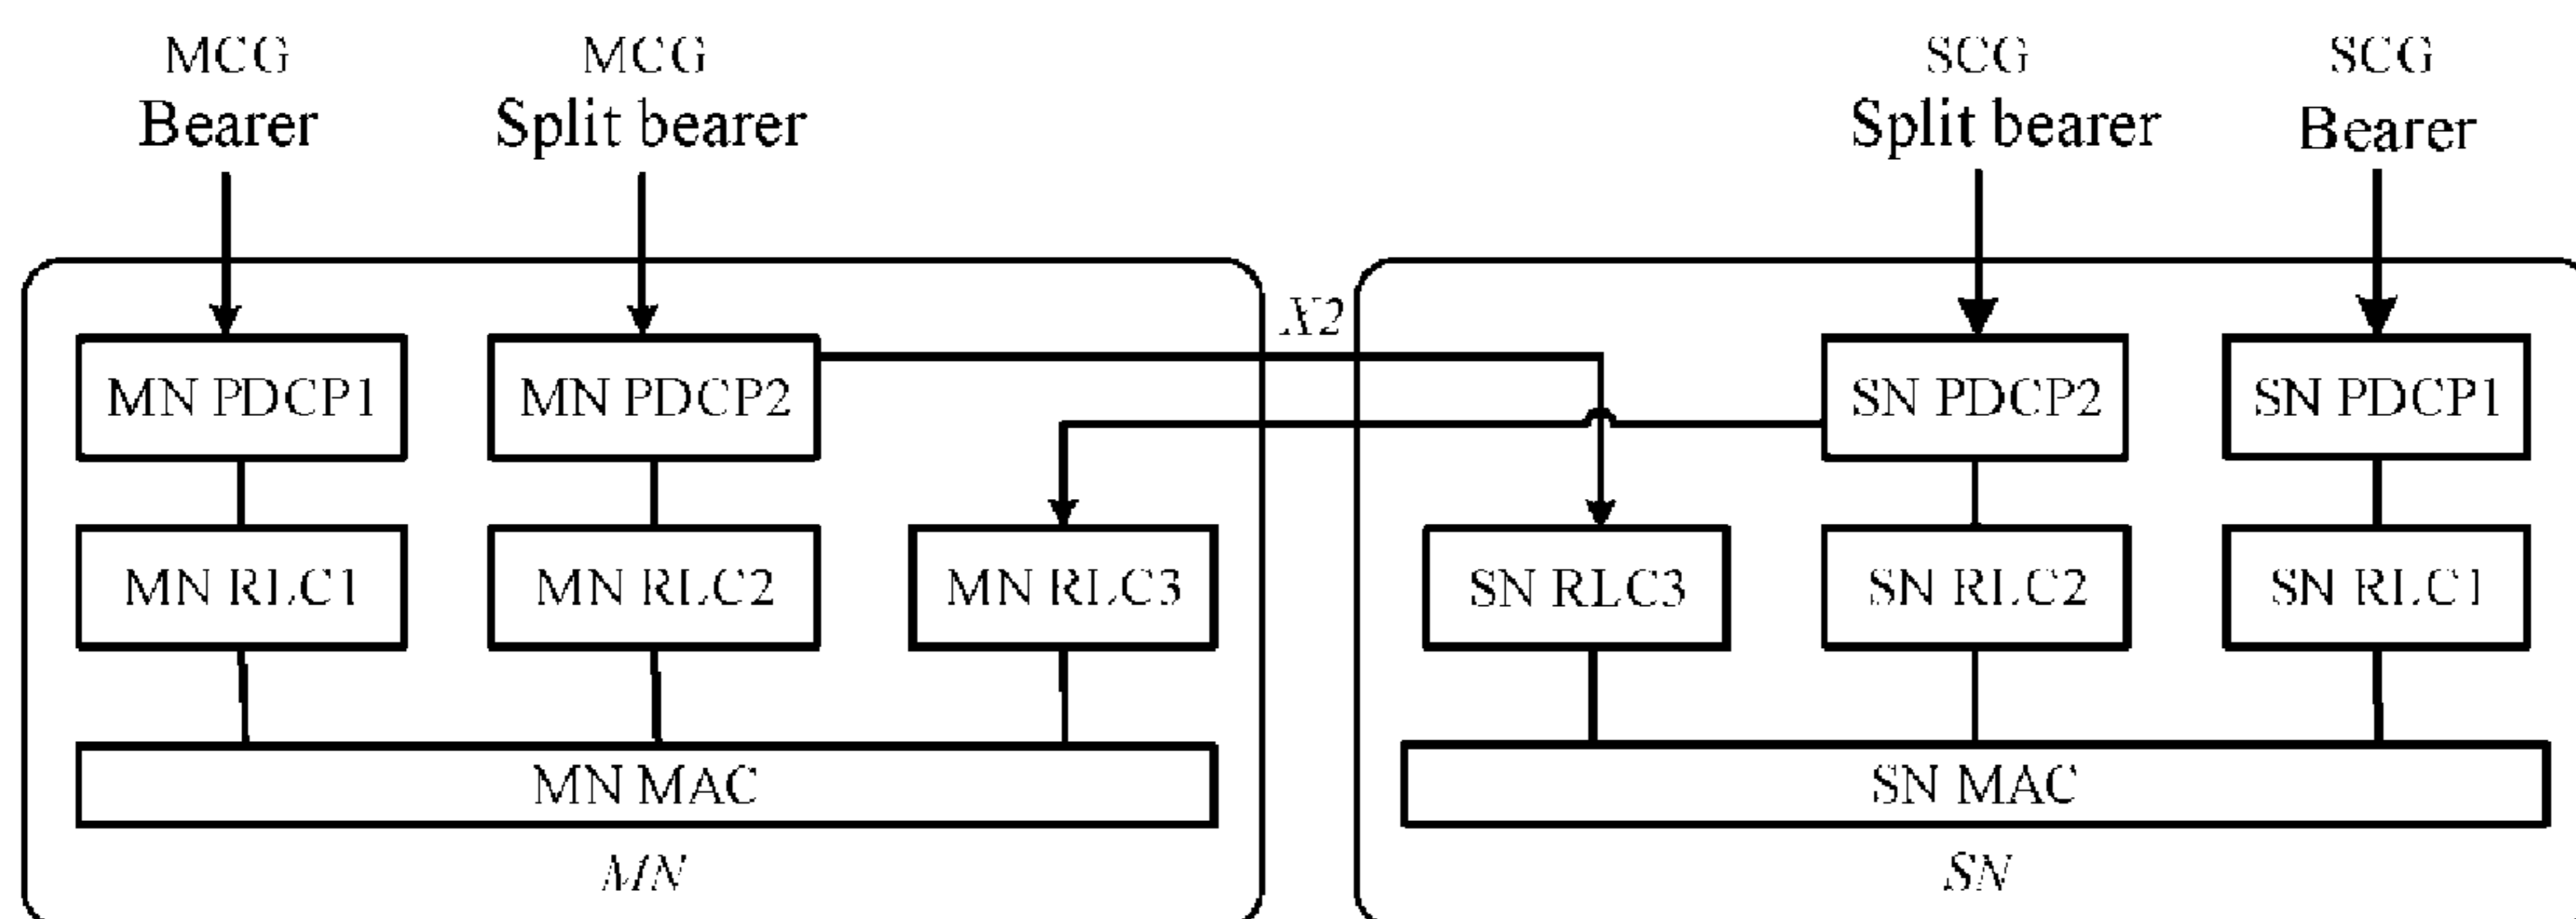 MCG
Bearer
MCG
Split bearer
SCG
Split bearer
SCG
Bearer
X2
MN PDCP1
MN PDCP2
SN PDCP2
SN PDCP1
MN RLC1
MN RLC2
MN RLC3
SN RLC3
SN RLC2
SN RLC1
MN MAC
SN MAC
MN
SN